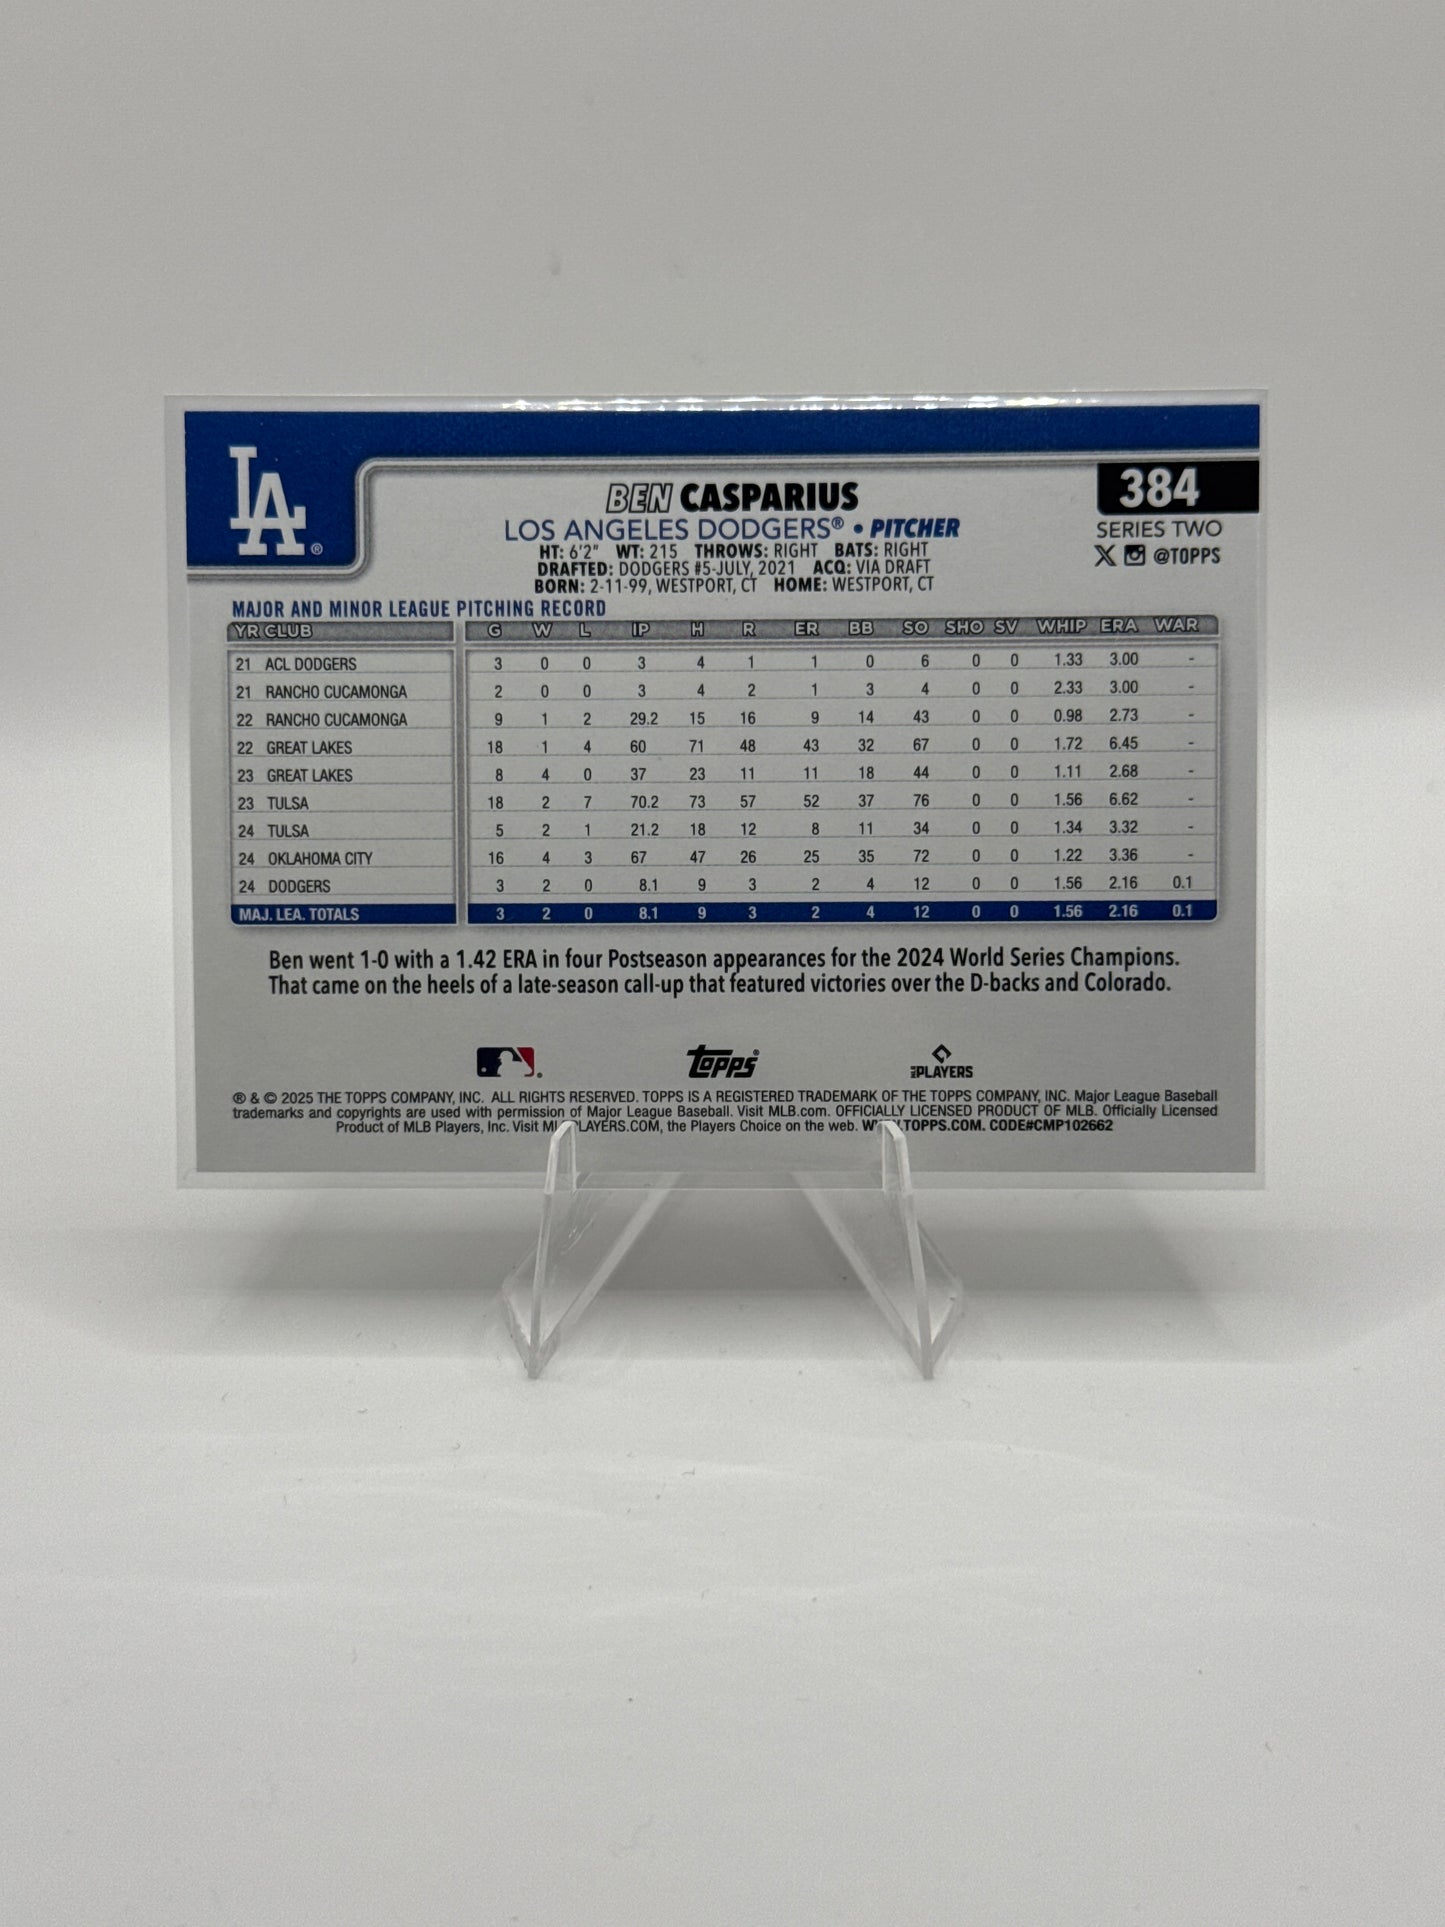 LA ®
BEN CASPARIUS
384
LOS ANGELES DODGERS® • PITCHER
SERIES TWO
HT: 6'2" WT: 215 THROWS: RIGHT BATS: RIGHT
@TOPPS
DRAFTED: DODGERS #5-JULY, 2021 ACQ: VIA DRAFT
BORN: 2-11-99, WESTPORT, CT HOME: WESTPORT, CT
MAJOR AND MINOR LEAGUE PITCHING RECORD
YR CLUB G W L IP H R ER BB SO SHO SV WHIP ERA WAR
21 ACL DODGERS 3 0 0 3 4 1 1 0 6 0 0 1.33 3.00 -
21 RANCHO CUCAMONGA 2 0 0 3 4 2 1 3 4 0 0 2.33 3.00 -
22 RANCHO CUCAMONGA 9 1 2 29.2 15 16 9 14 43 0 0 0.98 2.73 -
22 GREAT LAKES 18 1 4 60 71 48 43 32 67 0 0 1.72 6.45 -
23 GREAT LAKES 8 4 0 37 23 11 11 18 44 0 0 1.11 2.68 -
23 TULSA 18 2 7 70.2 73 57 52 37 76 0 0 1.56 6.62 -
24 TULSA 5 2 1 21.2 18 12 8 11 34 0 0 1.34 3.32 -
24 OKLAHOMA CITY 16 4 3 67 47 26 25 35 72 0 0 1.22 3.36 -
24 DODGERS 3 2 0 8.1 9 3 2 4 12 0 0 1.56 2.16 0.1
MAJ. LEA. TOTALS 3 2 0 8.1 9 3 2 4 12 0 0 1.56 2.16 0.1
Ben went 1-0 with a 1.42 ERA in four Postseason appearances for the 2024 World Series Champions.
That came on the heels of a late-season call-up that featured victories over the D-backs and Colorado.
Topps® PLAYERS
® & © 2025 THE TOPPS COMPANY, INC. ALL RIGHTS RESERVED. TOPPS IS A REGISTERED TRADEMARK OF THE TOPPS COMPANY, INC. Major League Baseball
trademarks and copyrights are used with permission of Major League Baseball. Visit MLB.com. OFFICIALLY LICENSED PRODUCT OF MLB. Officially Licensed
Product of MLB Players, Inc. Visit the Players Choice on the web. CODE#CMP102662